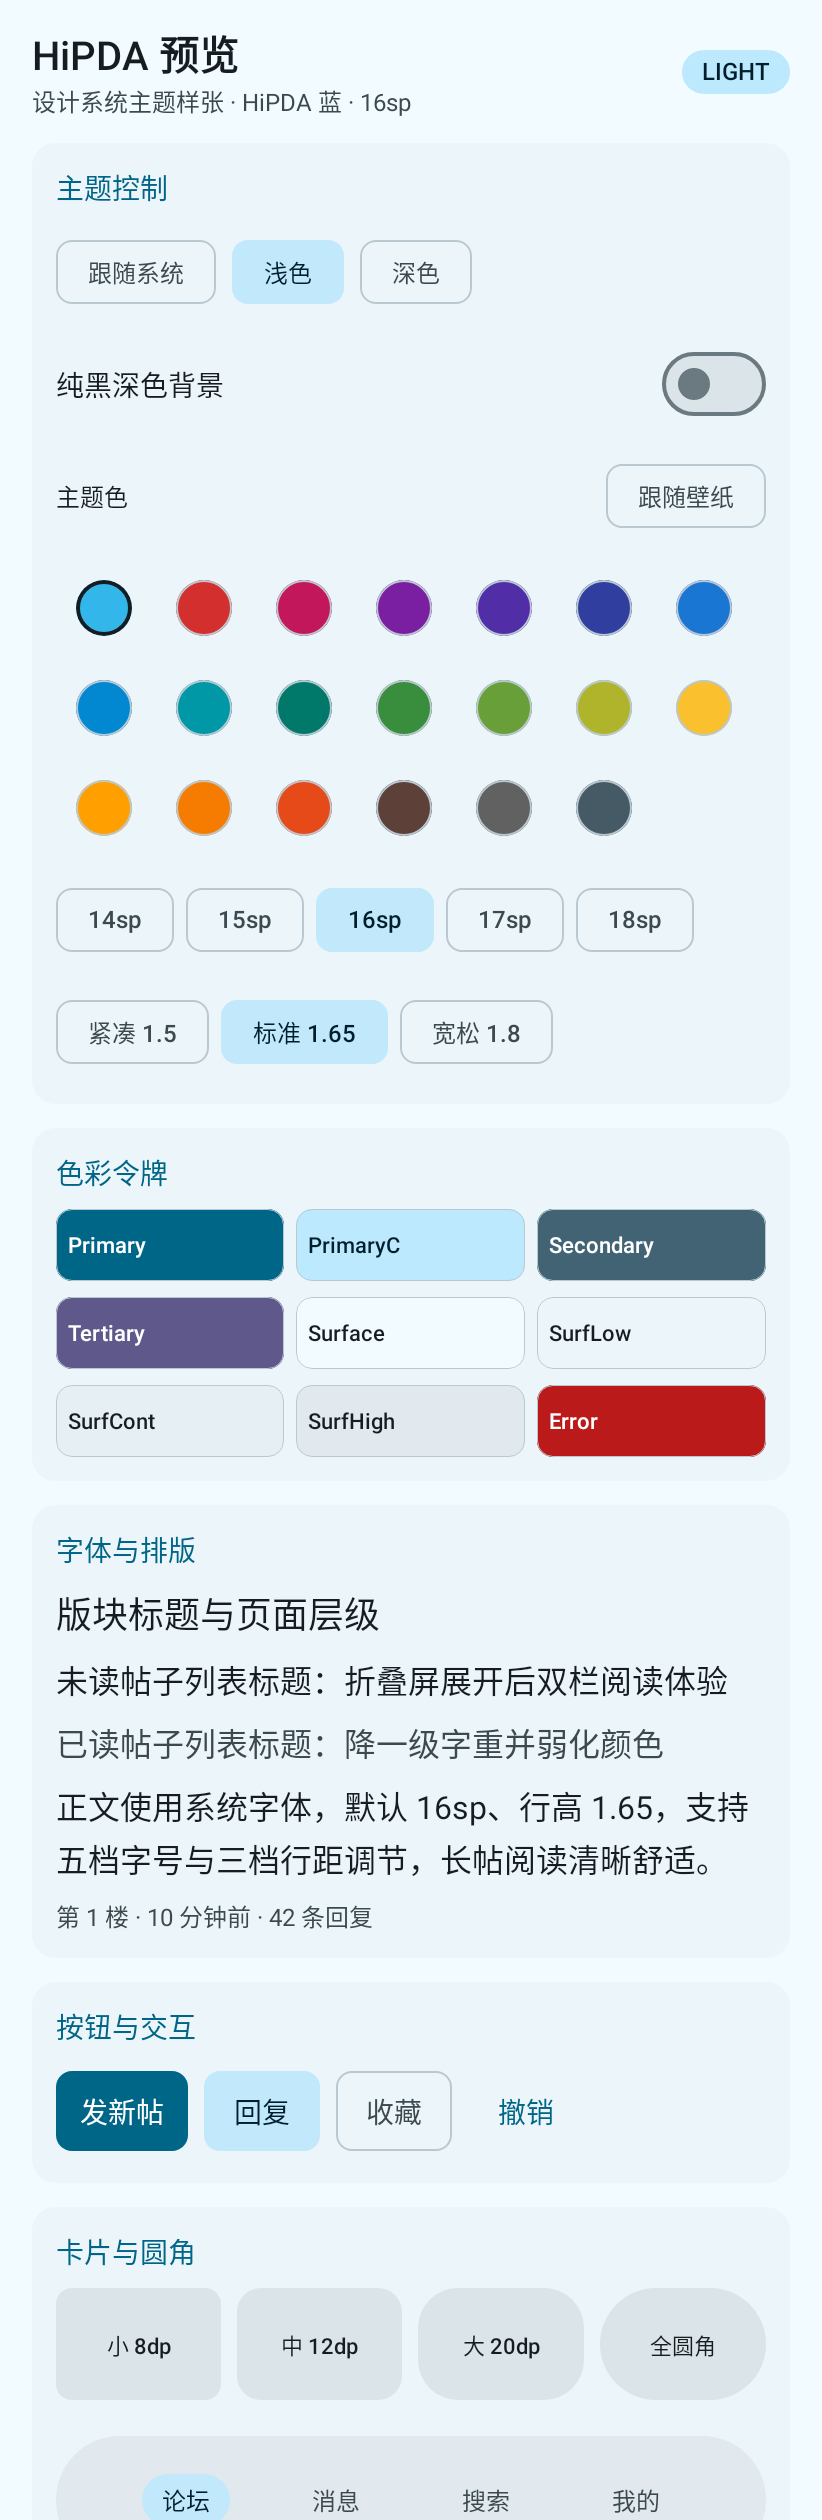 HiPDA 预览
LIGHT
设计系统主题样张 · HiPDA 蓝 · 16sp
主题控制
跟随系统
浅色
深色
纯黑深色背景
主题色
跟随壁纸
14sp
15sp
16sp
17sp
18sp
紧凑 1.5
标准 1.65
宽松 1.8
色彩令牌
Primary
PrimaryC
Secondary
Tertiary
Surface
SurfLow
SurfCont
SurfHigh
Error
字体与排版
版块标题与页面层级
未读帖子列表标题：折叠屏展开后双栏阅读体验
已读帖子列表标题：降一级字重并弱化颜色
正文使用系统字体，默认 16sp、行高 1.65，支持
五档字号与三档行距调节，长帖阅读清晰舒适。
第 1 楼 · 10 分钟前 · 42 条回复
按钮与交互
发新帖
回复
收藏
撤销
卡片与圆角
小 8dp
中 12dp
大 20dp
全圆角
论坛
消息
搜索
我的